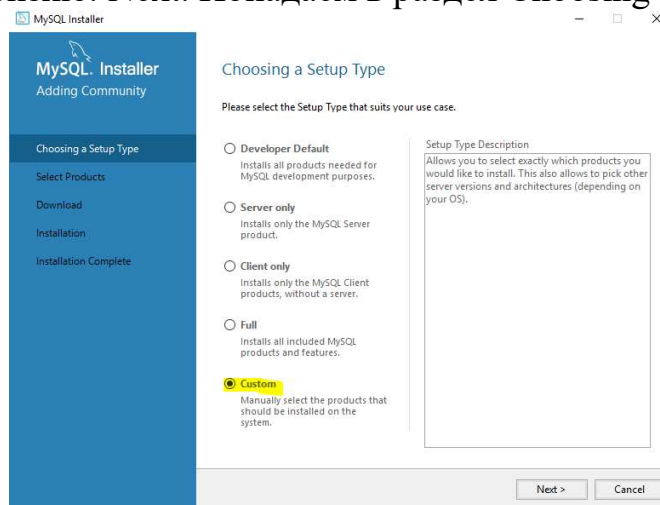 Next. Попадаем в раздел Choosing
MySQL Installer
MySQL. Installer
Adding Community
Choosing a Setup Type
Select Products
Download
Installation
Installation Complete
Choosing a Setup Type
Please select the Setup Type that suits your use case.
Developer Default
Installs all products needed for
MySQL development purposes.
Server only
Installs only the MySQL Server
product.
Client only
Installs only the MySQL Client
products, without a server.
Full
Installs all included MySQL
products and features.
Custom
Manually select the products that
should be installed on the
system.
Setup Type Description
Allows you to select exactly which products you
would like to install. This also allows to pick other
server versions and architectures (depending on
your OS).
Next >
Cancel